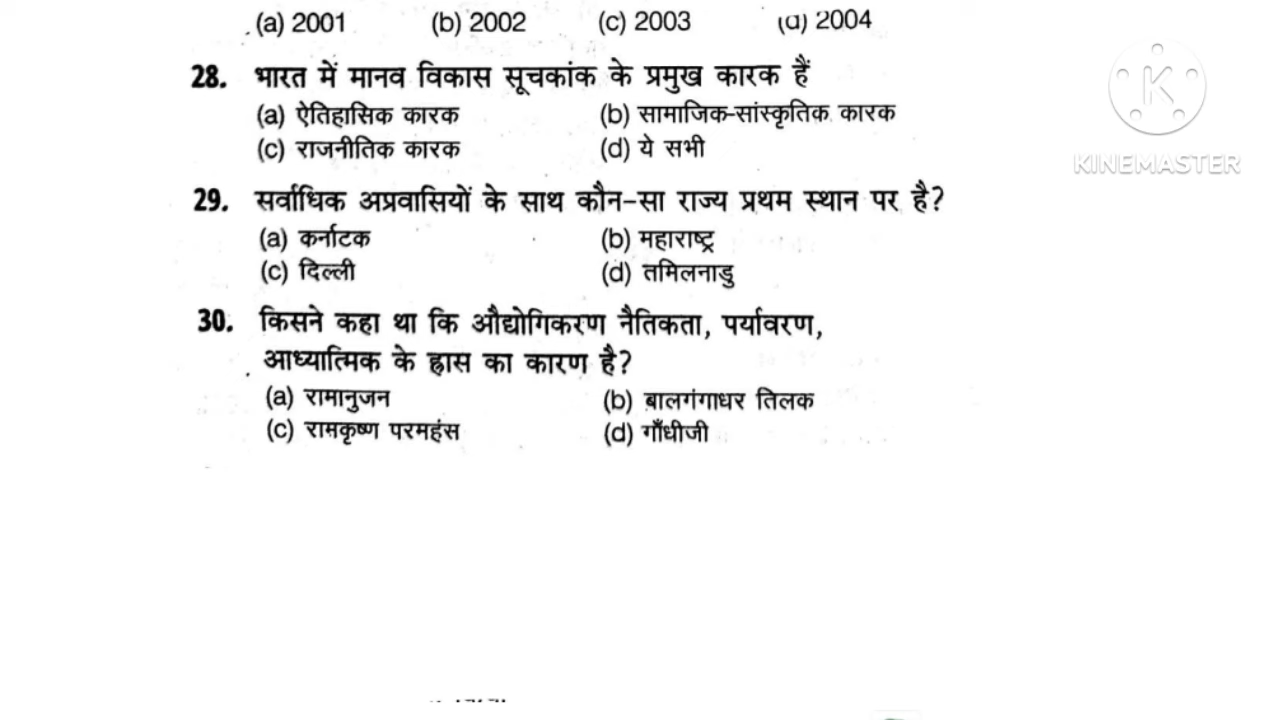 (a) 2001 (b) 2002 (c) 2003 (d) 2004
28. भारत में मानव विकास सूचकांक के प्रमुख कारक हैं
(a) ऐतिहासिक कारक (b) सामाजिक-सांस्कृतिक कारक
(c) राजनीतिक कारक (d) ये सभी
KINEMASTER
29. सर्वाधिक अप्रवासियों के साथ कौन-सा राज्य प्रथम स्थान पर है?
(a) कर्नाटक (b) महाराष्ट्र
(c) दिल्ली (d) तमिलनाडु
30. किसने कहा था कि औद्योगिकरण नैतिकता, पर्यावरण,
आध्यात्मिक के ह्रास का कारण है?
(a) रामानुजन (b) बालगंगाधर तिलक
(c) रामकृष्ण परमहंस (d) गाँधीजी